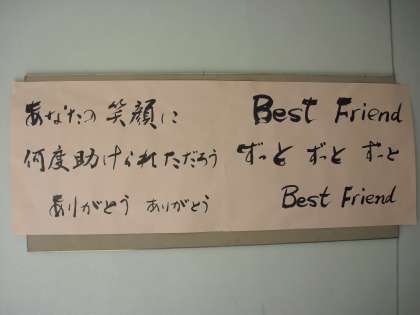 あなたの笑顔に
何度助けられただろう
ありがとう ありがとう
Best Friend
ずっと ずっと ずっと
Best Friend